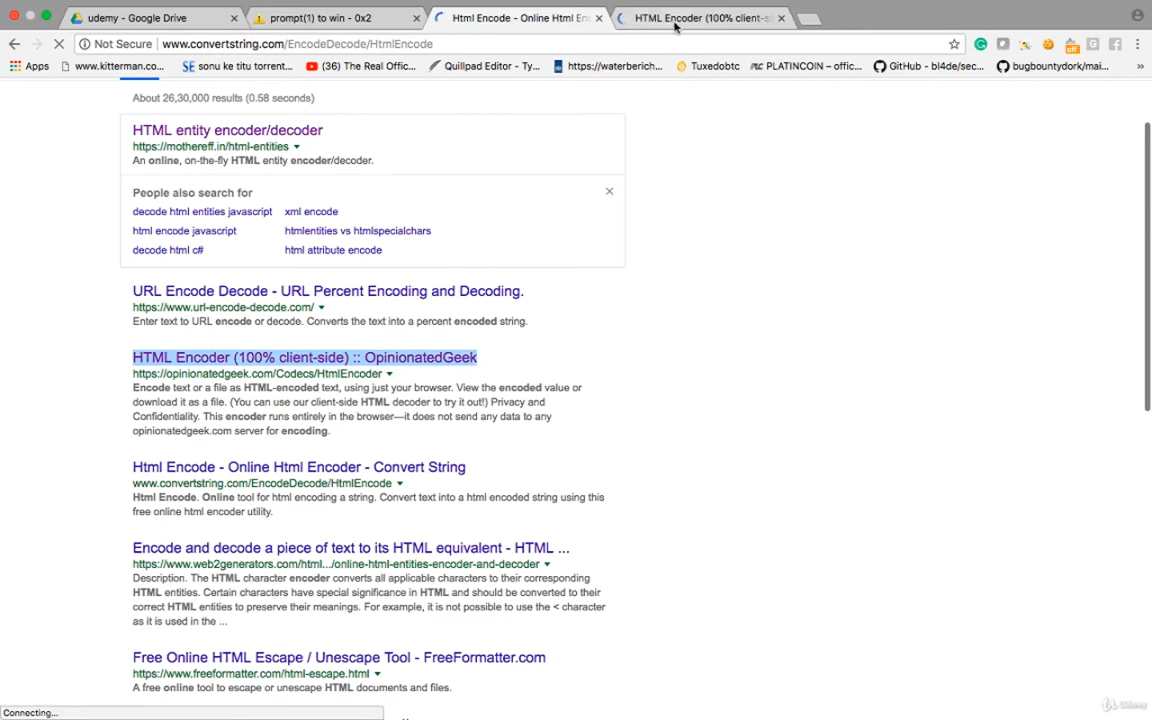 udemy - Google Drive
prompt(1) to win - 0x2
Html Encode - Online Html En
HTML Encoder (100% client-si
Not Secure | www.convertstring.com/EncodeDecode/HtmlEncode
Apps
www.kitterman.co...
sonu ke titu torrent...
(36) The Real Offic...
Quillpad Editor - Ty...
https://waterberich...
Tuxedobtc
PLATINCOIN – offic...
GitHub - bl4de/sec...
bugbountydork/mai...
»
About 26,30,000 results (0.58 seconds)
HTML entity encoder/decoder
https://mothereff.in/html-entities
An online, on-the-fly HTML entity encoder/decoder.
People also search for
decode html entities javascript xml encode
html encode javascript htmlentities vs htmlspecialchars
decode html c# html attribute encode
URL Encode Decode - URL Percent Encoding and Decoding.
https://www.url-encode-decode.com/
Enter text to URL encode or decode. Converts the text into a percent encoded string.
HTML Encoder (100% client-side) :: OpinionatedGeek
https://opinionatedgeek.com/Codecs/HtmlEncoder
Encode text or a file as HTML-encoded text, using just your browser. View the encoded value or
download it as a file. (You can use our client-side HTML decoder to try it out!) Privacy and
Confidentiality. This encoder runs entirely in the browser—it does not send any data to any
opinionatedgeek.com server for encoding.
Html Encode - Online Html Encoder - Convert String
www.convertstring.com/EncodeDecode/HtmlEncode
Html Encode. Online tool for html encoding a string. Convert text into a html encoded string using this
free online html encoder utility.
Encode and decode a piece of text to its HTML equivalent - HTML ...
https://www.web2generators.com/html.../online-html-entities-encoder-and-decoder
Description. The HTML character encoder converts all applicable characters to their corresponding
HTML entities. Certain characters have special significance in HTML and should be converted to their
correct HTML entities to preserve their meanings. For example, it is not possible to use the < character
as it is used in the ...
Free Online HTML Escape / Unescape Tool - FreeFormatter.com
https://www.freeformatter.com/html-escape.html
A free online tool to escape or unescape HTML documents and files.
Connecting...
Udemy